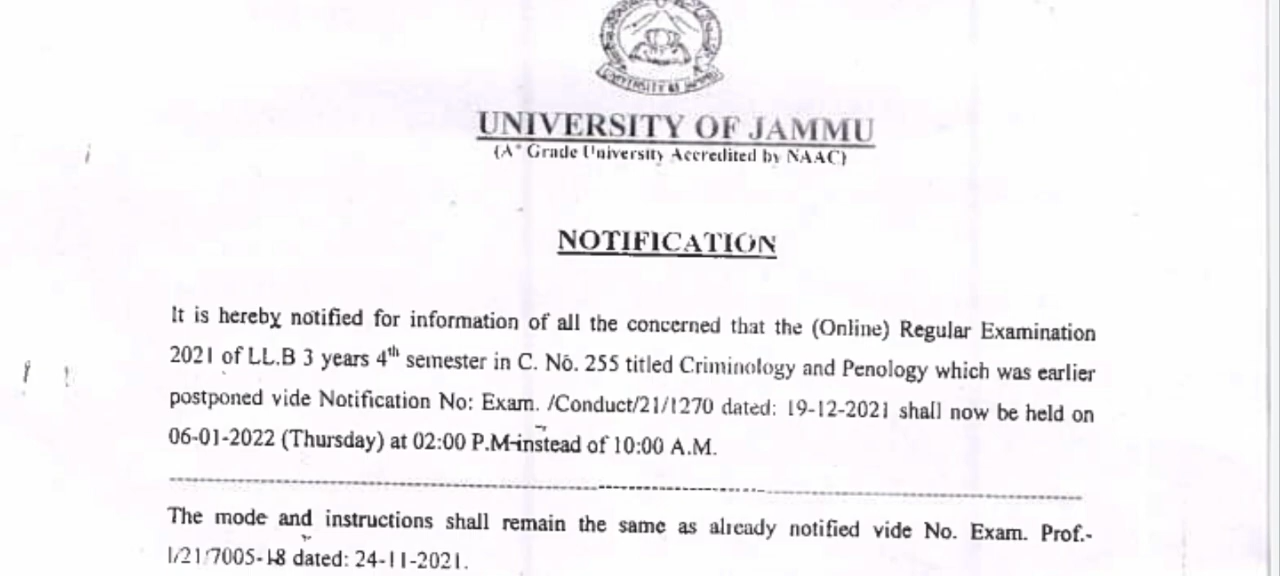 UNIVERSITY OF JAMMU
UNIVERSITY OF JAMMU
(A+ Grade University Accredited by NAAC)
NOTIFICATION
It is hereby notified for information of all the concerned that the (Online) Regular Examination
2021 of LL.B 3 years 4th semester in C. No. 255 titled Criminology and Penology which was earlier
postponed vide Notification No: Exam. /Conduct/21/1270 dated: 19-12-2021 shall now be held on
06-01-2022 (Thursday) at 02:00 P.M instead of 10:00 A.M.
The mode and instructions shall remain the same as already notified vide No. Exam. Prof.-
I/21/7005-18 dated: 24-11-2021.